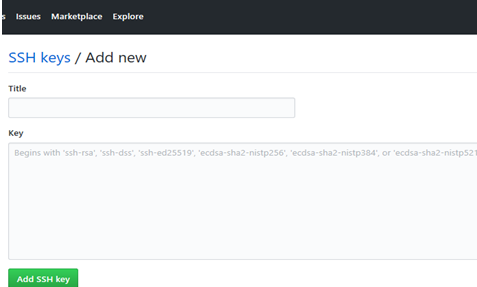 s Issues Marketplace Explore
SSH keys / Add new
Title
Key
Begins with 'ssh-rsa', 'ssh-dss', 'ssh-ed25519', 'ecdsa-sha2-nistp256', 'ecdsa-sha2-nistp384', or 'ecdsa-sha2-nistp521
Add SSH key